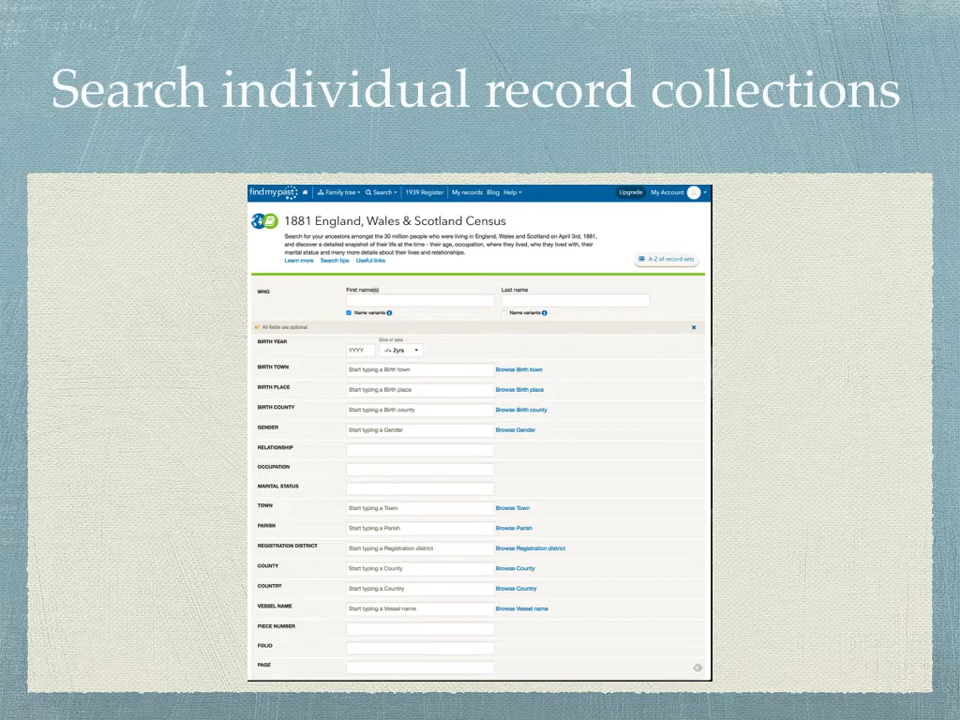 Search individual record collections
findmypast Family tree Search 1939 Register My records Blog Help Upgrade My Account
1881 England, Wales & Scotland Census
Search for your ancestors amongst the 30 million people who were living in England, Wales and Scotland on April 3rd, 1881,
and discover a detailed snapshot of their life at the time - their age, occupation, where they lived, who they lived with, their
marital status and many more details about their lives and relationships.
Learn more Search tips Useful links
A-Z of record sets
WHO
First name(s) Last name
Name variants Name variants
All fields are optional
BIRTH YEAR
Give or take
YYYY -/+ 2yrs
BIRTH TOWN Start typing a Birth town Browse Birth town
BIRTH PLACE Start typing a Birth place Browse Birth place
BIRTH COUNTY Start typing a Birth county Browse Birth county
GENDER Start typing a Gender Browse Gender
RELATIONSHIP
OCCUPATION
MARITAL STATUS
TOWN Start typing a Town Browse Town
PARISH Start typing a Parish Browse Parish
REGISTRATION DISTRICT Start typing a Registration district Browse Registration district
COUNTY Start typing a County Browse County
COUNTRY Start typing a Country Browse Country
VESSEL NAME Start typing a Vessel name Browse Vessel name
PIECE NUMBER
FOLIO
PAGE